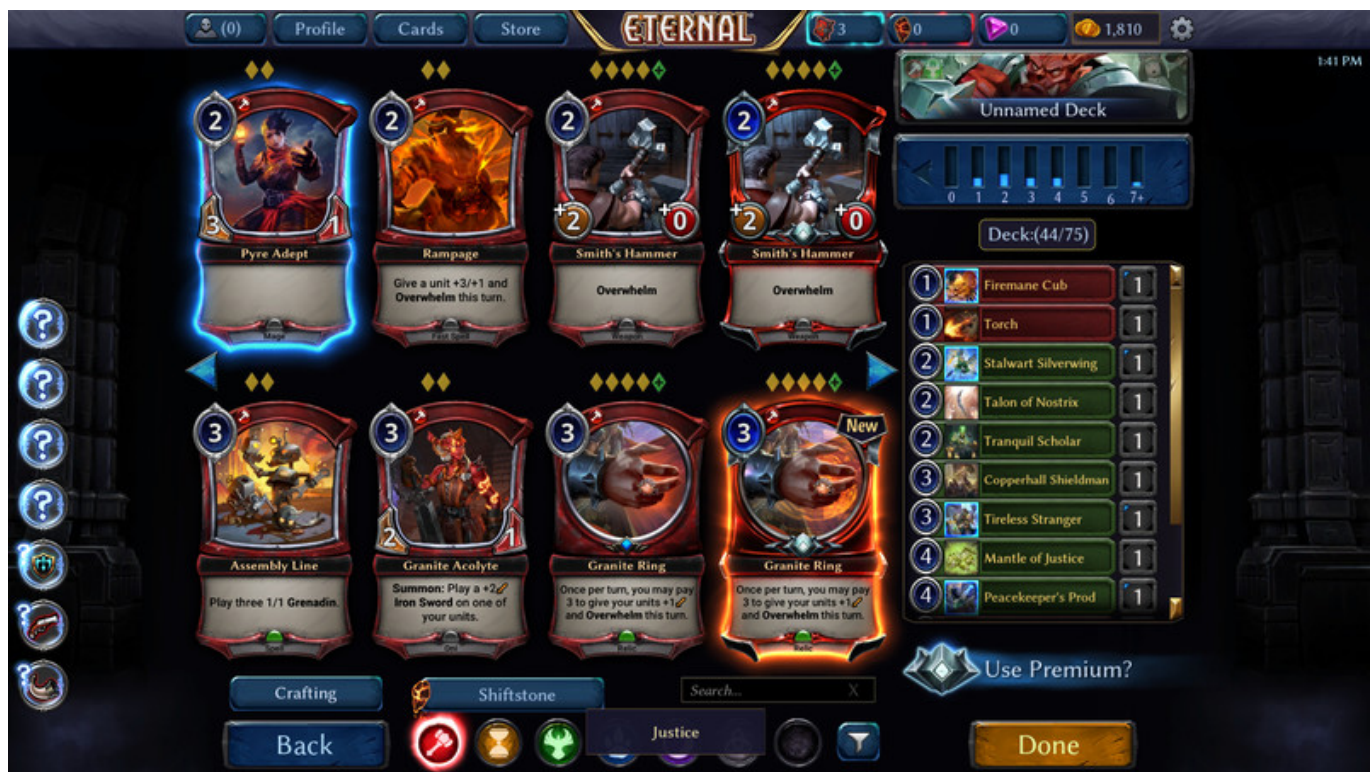 (0)
Profile
Cards
Store
ETERNAL
3
0
0
1,810
1:41 PM
2
3
1
Pyre Adept
Mage
2
Rampage
Give a unit +3/+1 and
Overwhelm this turn.
Fast Spell
2
+2
+0
Smith's Hammer
Overwhelm
Weapon
2
+2
+0
Smith's Hammer
Overwhelm
Weapon
3
Assembly Line
Play three 1/1 Grenadin.
Spell
3
2
1
Granite Acolyte
Summon: Play a +2
Iron Sword on one of
your units.
Oni
3
Granite Ring
Once per turn, you may pay
3 to give your units +1
and Overwhelm this turn.
Relic
3
New
Granite Ring
Once per turn, you may pay
3 to give your units +1
and Overwhelm this turn.
Relic
Unnamed Deck
0 1 2 3 4 5 6 7+
Deck:(44/75)
1 Firemane Cub 1
1 Torch 1
2 Stalwart Silverwing 1
2 Talon of Nostrix 1
2 Tranquil Scholar 1
3 Copperhall Shieldman 1
3 Tireless Stranger 1
4 Mantle of Justice 1
4 Peacekeeper's Prod 1
Use Premium?
?
?
?
?
?
?
?
Crafting
Shiftstone
Search...
X
Back
Justice
Done